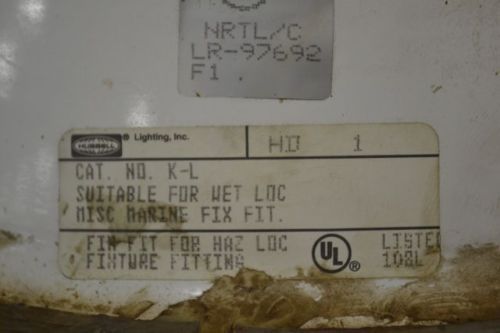 NRTL/C
LR-97692
F1 .
HUBBELL ® Lighting, Inc.
HD 1
CAT. NO. K-L
SUITABLE FOR WET LOC
MISC MARINE FIX FIT.
FIX FIT FOR HAZ LOC
FIXTURE FITTING
UL ®
LISTED
108L